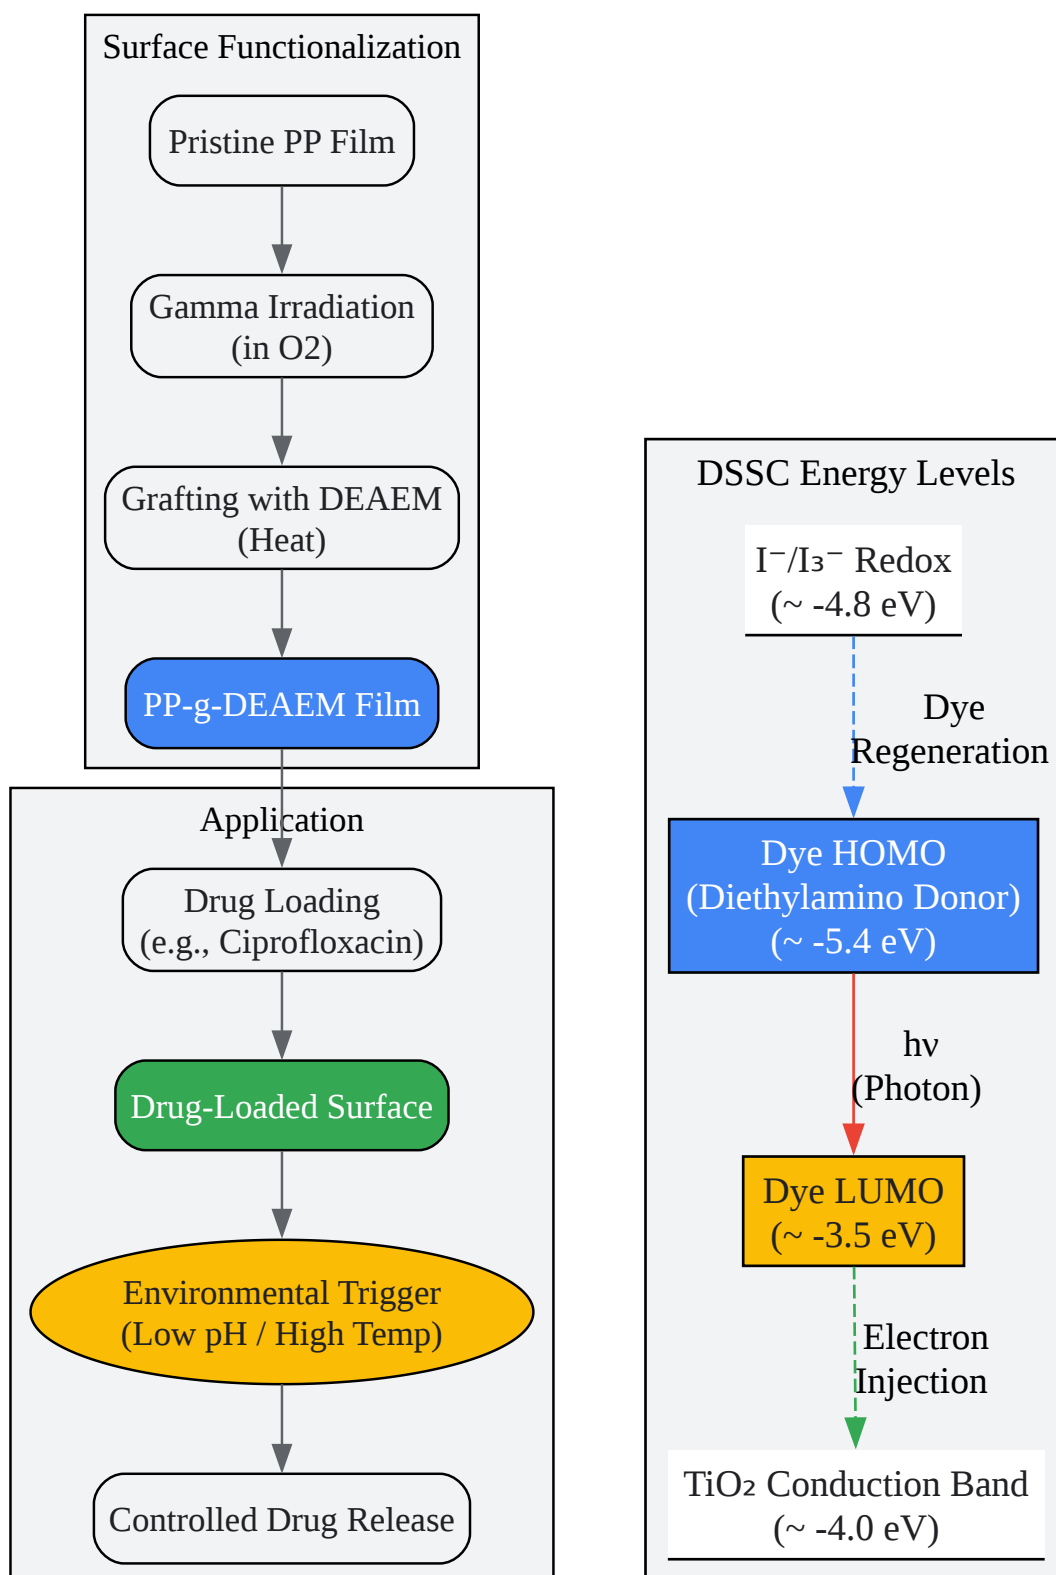 Surface Functionalization
Pristine PP Film
Gamma Irradiation
(in O2)
Grafting with DEAEM
(Heat)
PP-g-DEAEM Film
Application
Drug Loading
(e.g., Ciprofloxacin)
Drug-Loaded Surface
Environmental Trigger
(Low pH / High Temp)
Controlled Drug Release
DSSC Energy Levels
I⁻/I₃⁻ Redox
(~ -4.8 eV)
Dye
Regeneration
Dye HOMO
(Diethylamino Donor)
(~ -5.4 eV)
hν
(Photon)
Dye LUMO
(~ -3.5 eV)
Electron
Injection
TiO₂ Conduction Band
(~ -4.0 eV)